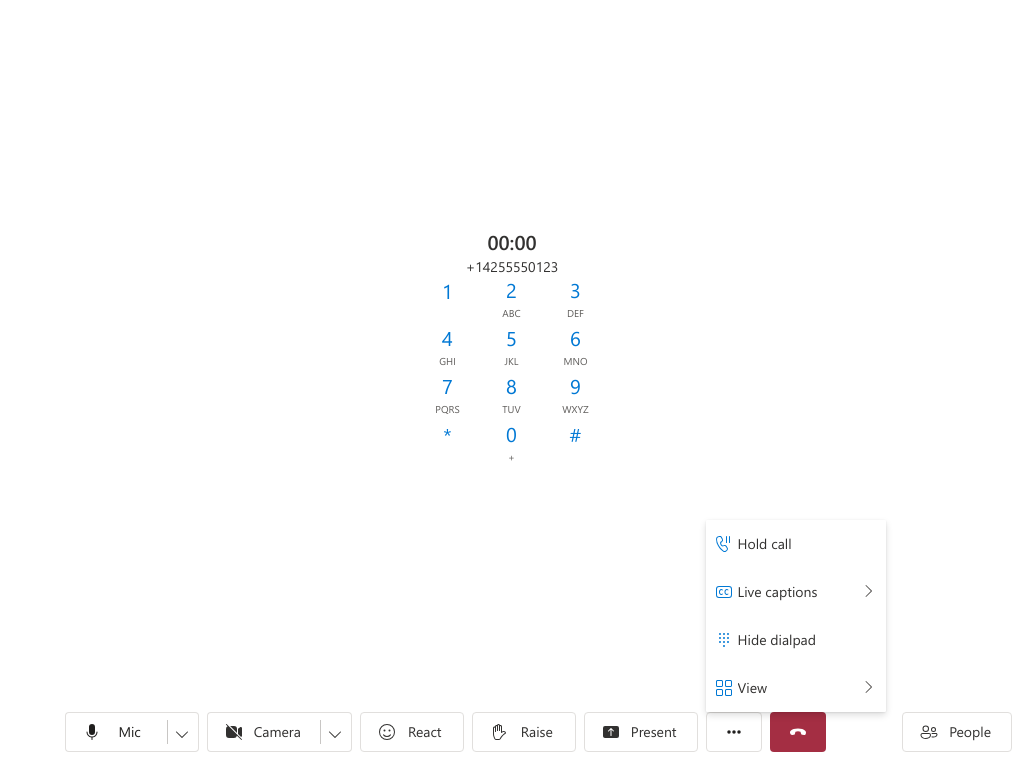 00:00
+14255550123
1 2 3
ABC DEF
4 5 6
GHI JKL MNO
7 8 9
PQRS TUV WXYZ
* 0 #
+
Hold call
CC Live captions
Hide dialpad
View
Mic Camera React Raise Present ••• People